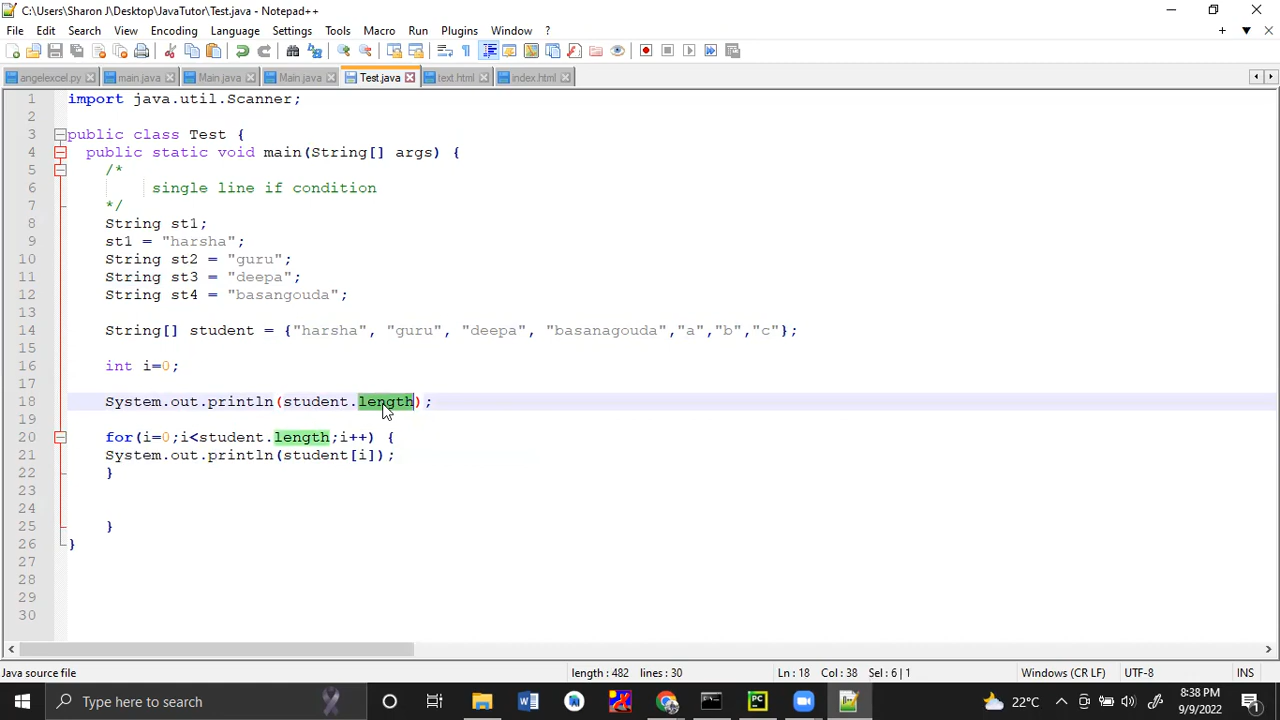 C:\Users\Sharon J\Desktop\JavaTutor\Test.java - Notepad++
File Edit Search View Encoding Language Settings Tools Macro Run Plugins Window ?
angelexcel.py main.java Main.java Main.java Test.java text.html index.html
1 import java.util.Scanner;
2
3 public class Test {
4 public static void main(String[] args) {
5 /*
6 single line if condition
7 */
8 String st1;
9 st1 = "harsha";
10 String st2 = "guru";
11 String st3 = "deepa";
12 String st4 = "basangouda";
13
14 String[] student = {"harsha", "guru", "deepa", "basanagouda","a","b","c"};
15
16 int i=0;
17
18 System.out.println(student.length);
19
20 for(i=0;i<student.length;i++) {
21 System.out.println(student[i]);
22 }
23
24
25 }
26 }
27
28
29
30
Java source file length : 482 lines : 30 Ln : 18 Col : 38 Sel : 6 | 1 Windows (CR LF) UTF-8 INS
Type here to search 22°C 8:38 PM
9/9/2022